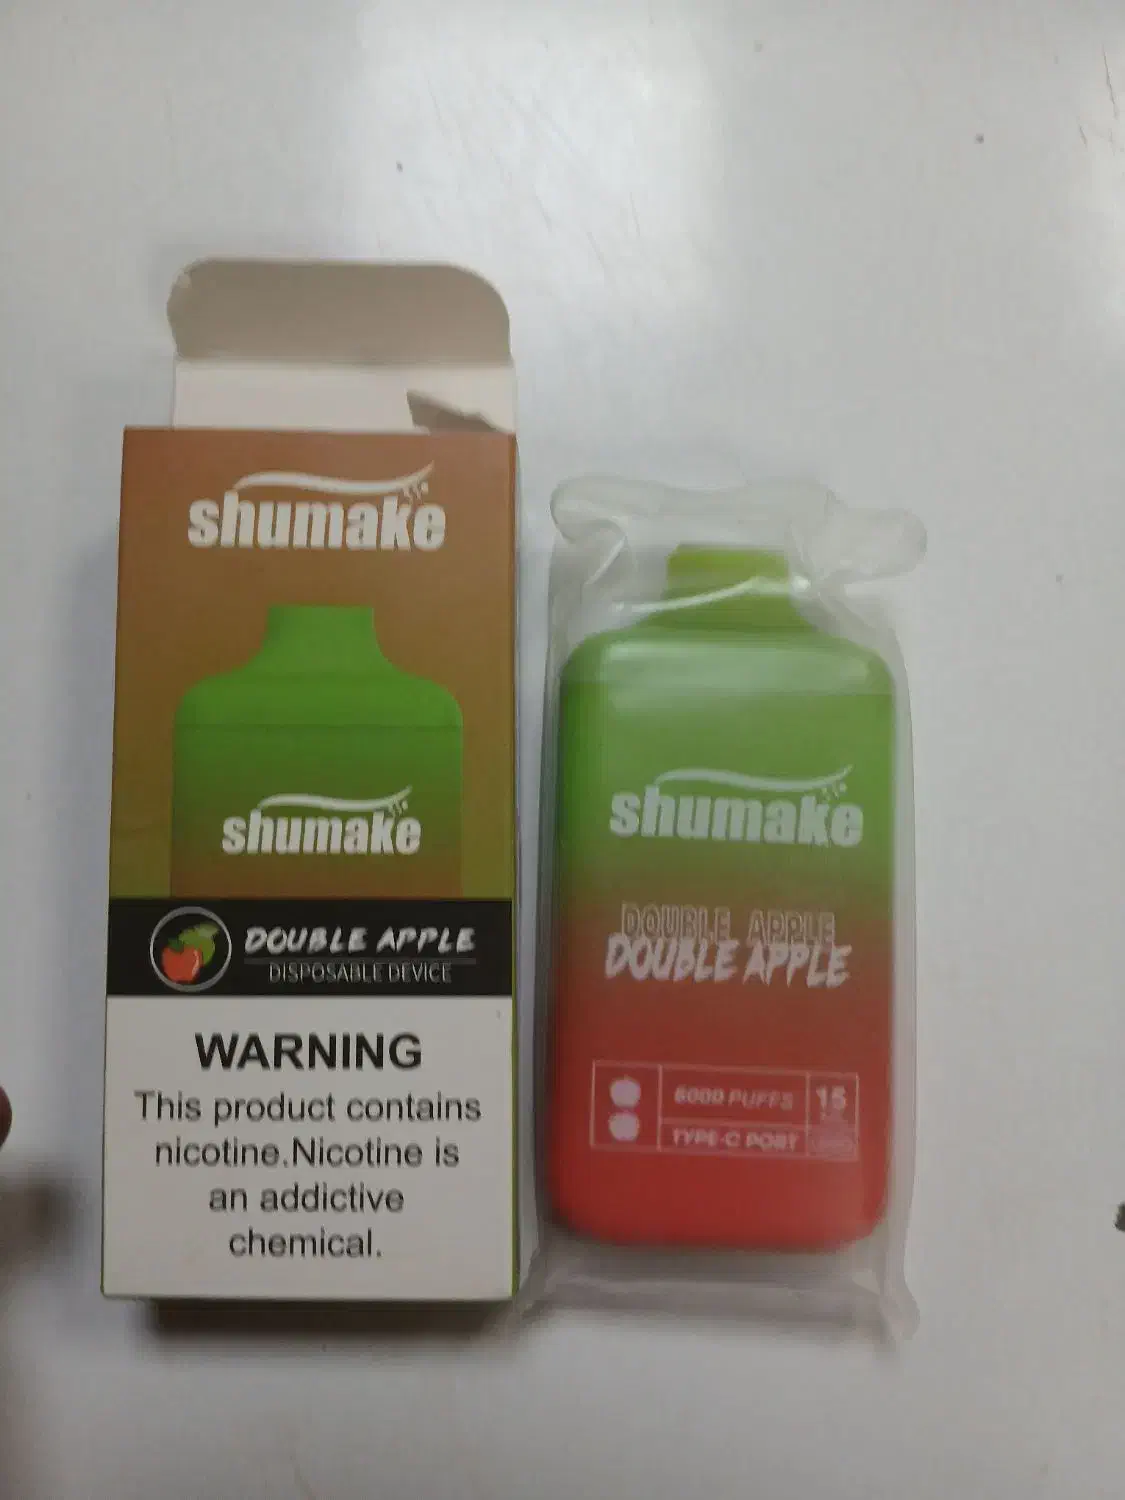 shumake
shumake
DOUBLE APPLE
DISPOSABLE DEVICE
WARNING
This product contains
nicotine.Nicotine is
an addictive
chemical.
shumake
DOUBLE APPLE
DOUBLE APPLE
6000 PUFFS
15
TYPE-C PORT